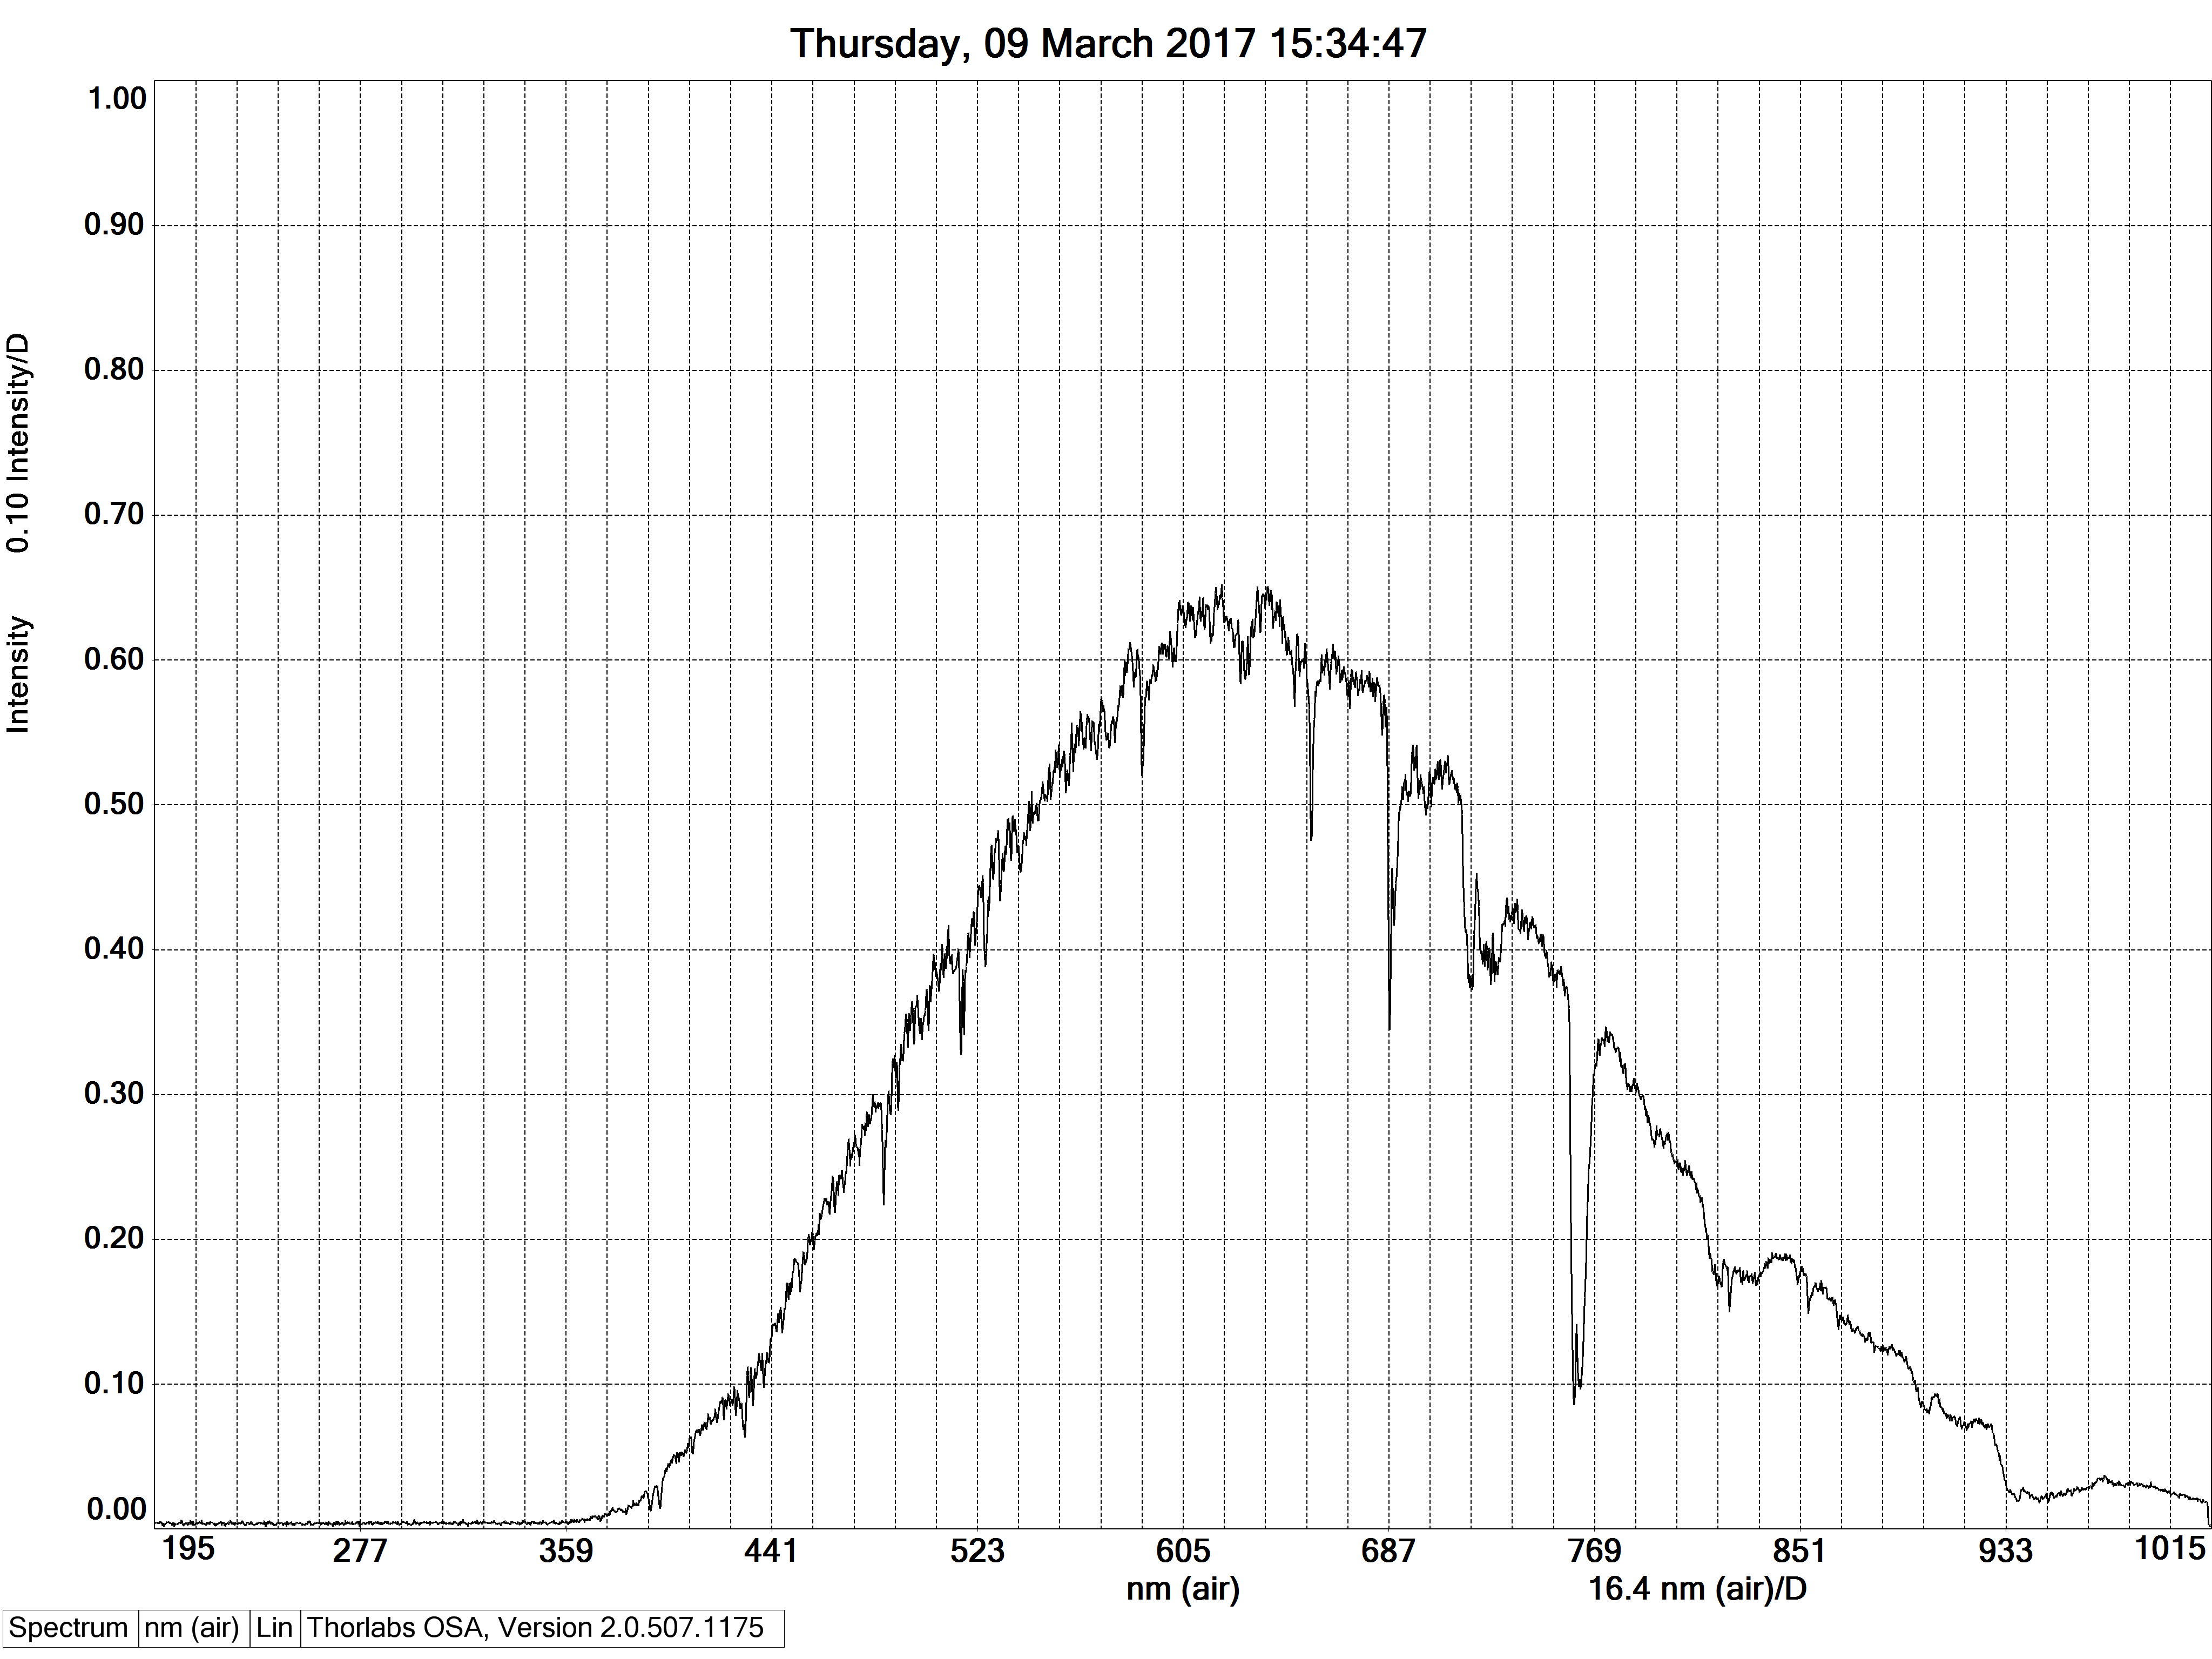 Thursday, 09 March 2017 15:34:47
1.00
0.90
0.80
0.70
0.60
0.50
0.40
0.30
0.20
0.10
0.00
Intensity 0.10 Intensity/D
195 277 359 441 523 605 687 769 851 933 1015
nm (air) 16.4 nm (air)/D
Spectrum nm (air) Lin Thorlabs OSA, Version 2.0.507.1175